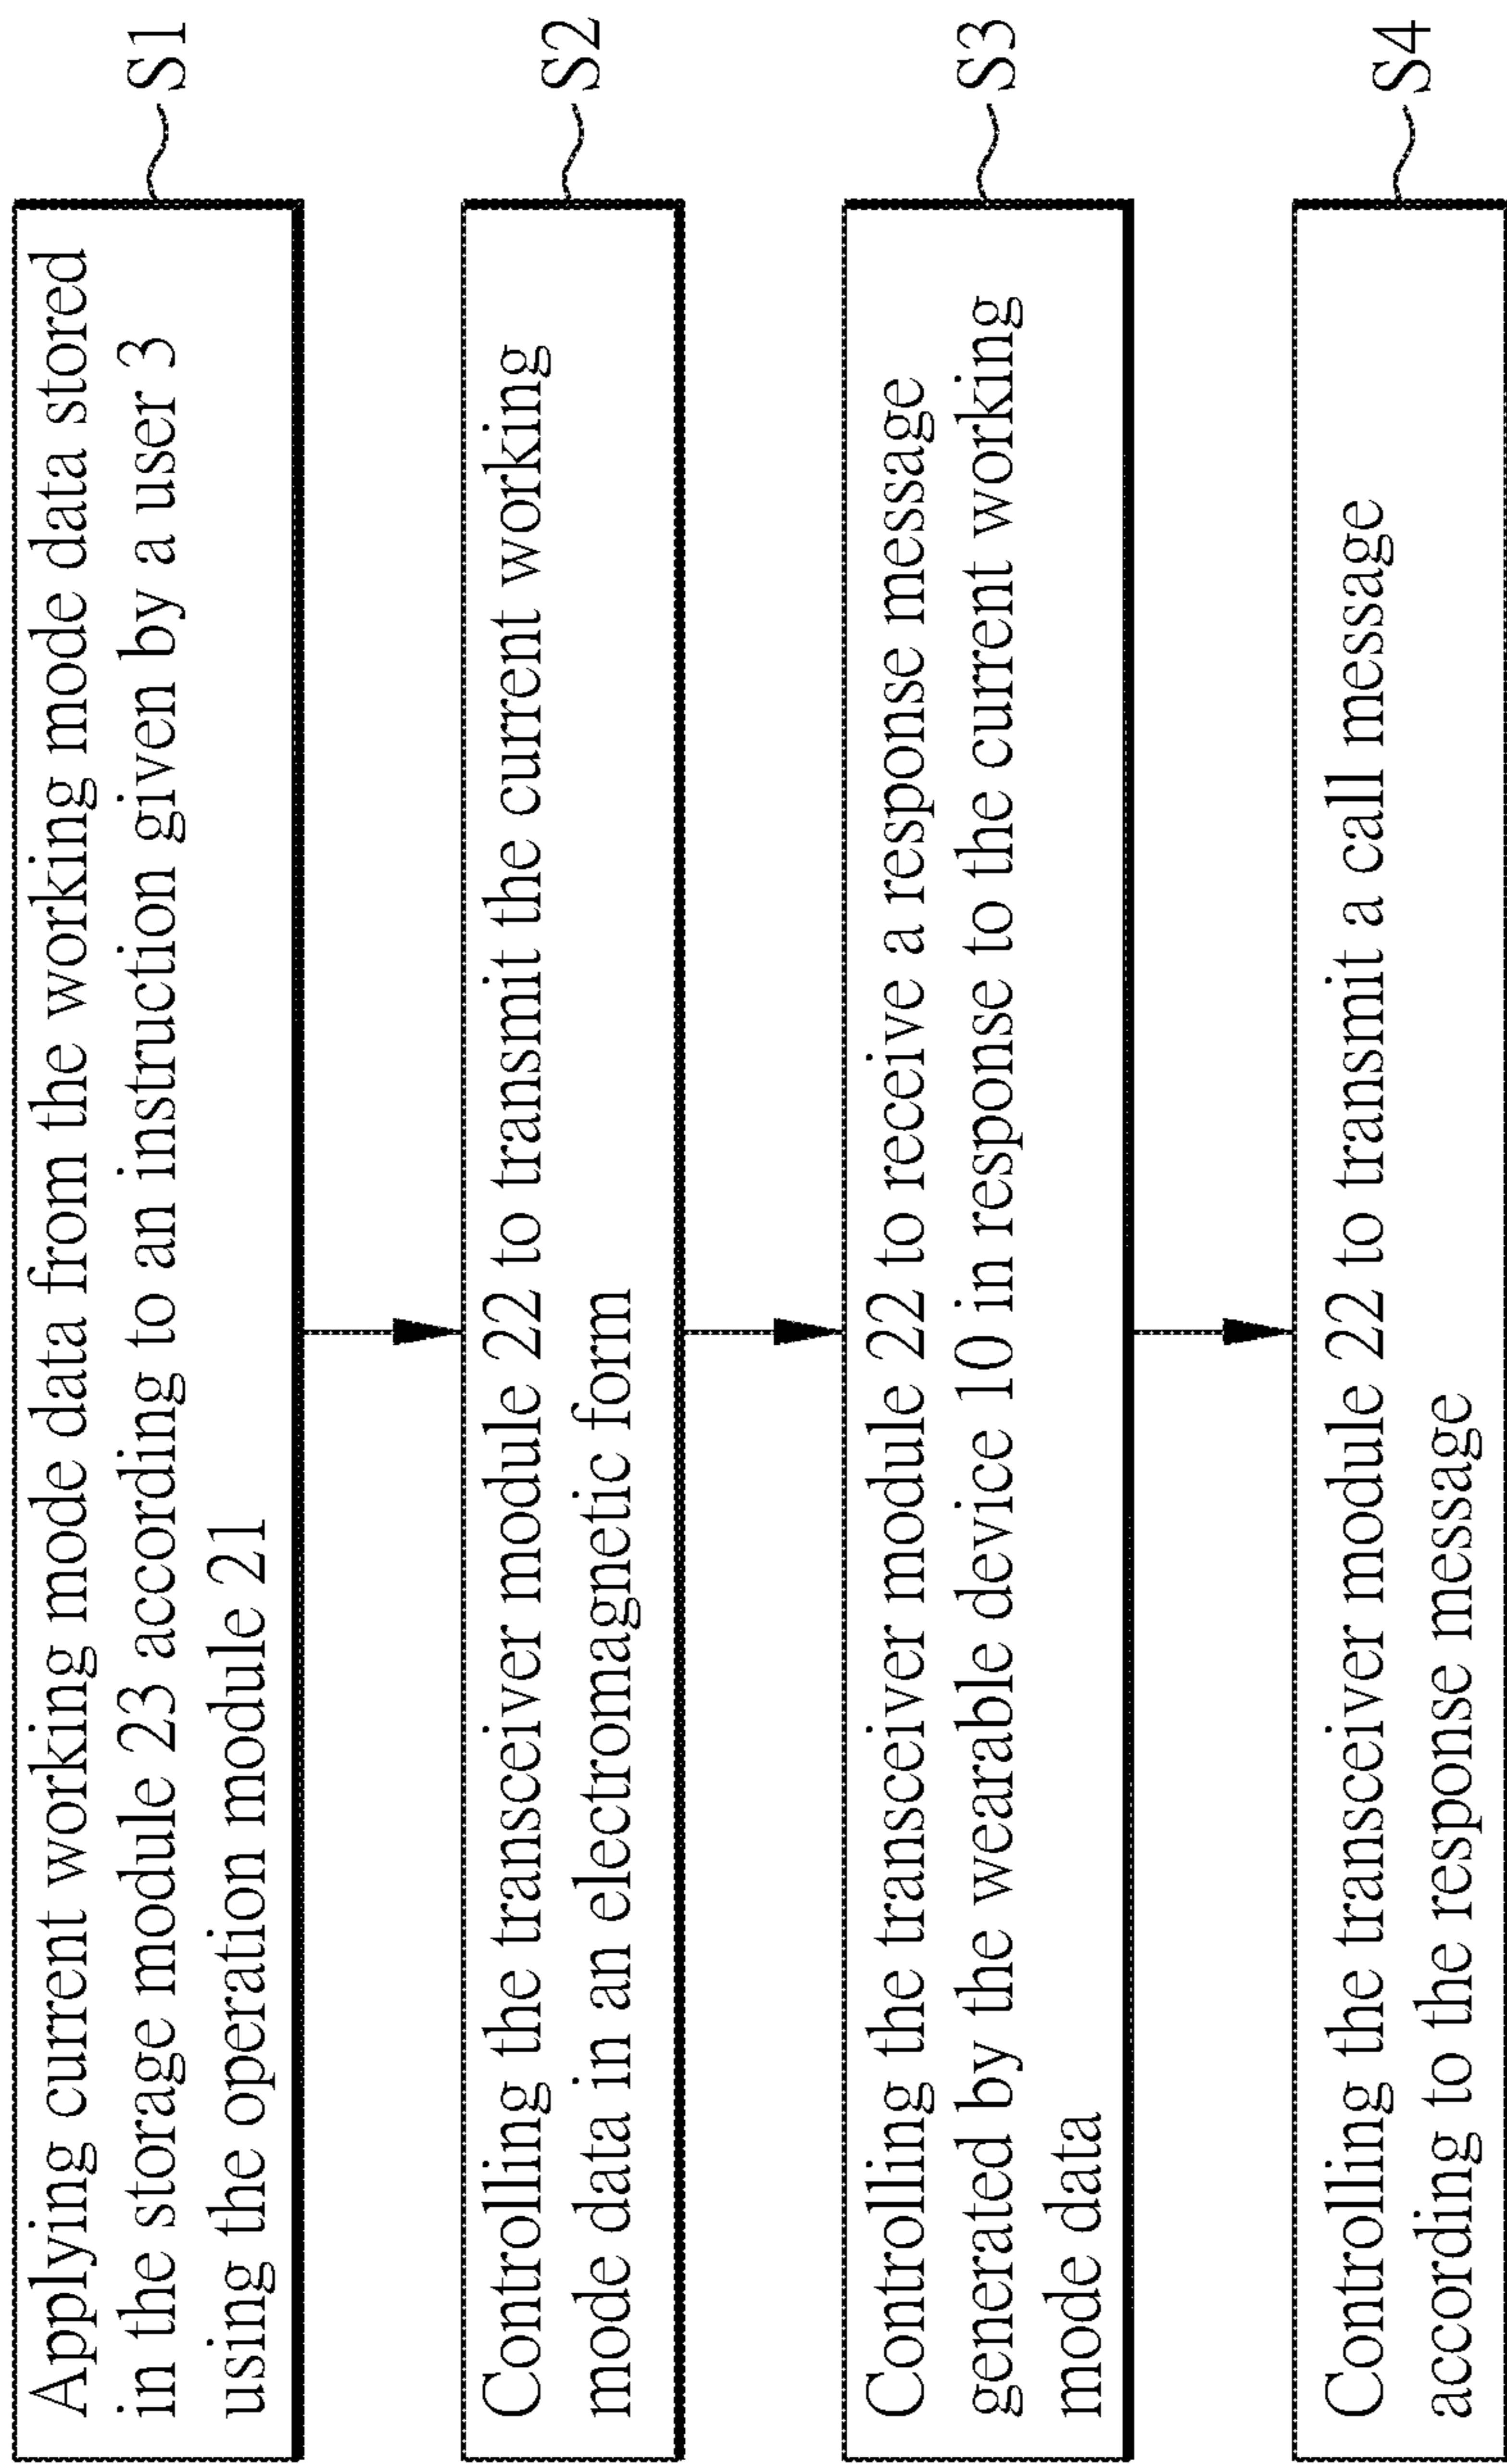 Applying current working mode data from the working mode data stored
in the storage module 23 according to an instruction given by a user 3
using the operation module 21
S1
Controlling the transceiver module 22 to transmit the current working
mode data in an electromagnetic form
S2
Controlling the transceiver module 22 to receive a response message
generated by the wearable device 10 in response to the current working
mode data
S3
Controlling the transceiver module 22 to transmit a call message
according to the response message
S4